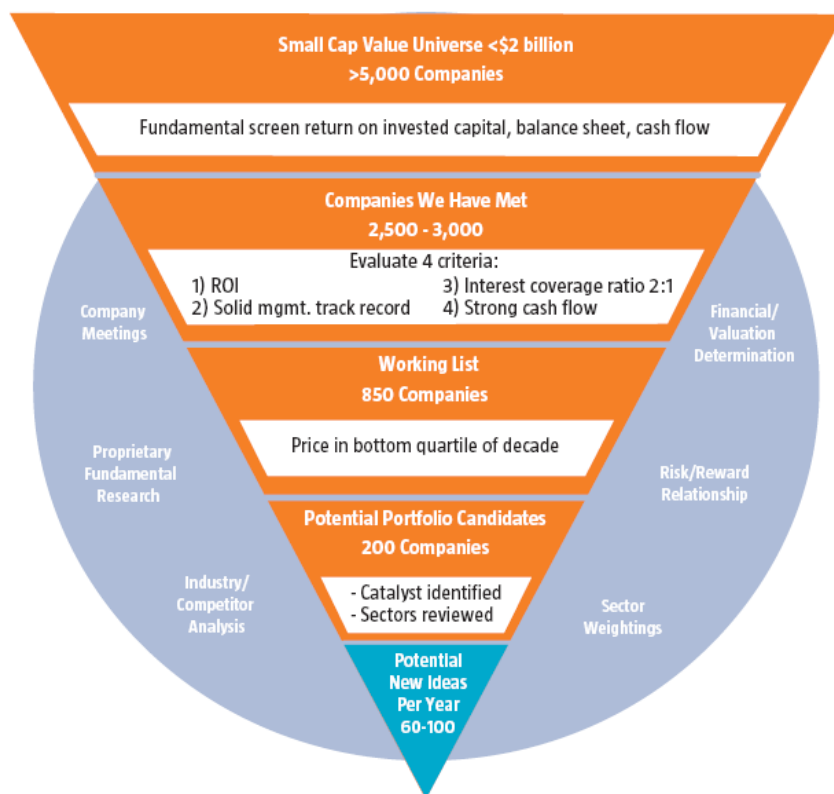 Small Cap Value Universe <$2 billion
>5,000 Companies
Fundamental screen return on invested capital, balance sheet, cash flow
Companies We Have Met
2,500 - 3,000
Evaluate 4 criteria:
1) ROI
2) Solid mgmt. track record
3) Interest coverage ratio 2:1
4) Strong cash flow
Company
Meetings
Financial/
Valuation
Determination
Working List
850 Companies
Price in bottom quartile of decade
Proprietary
Fundamental
Research
Risk/Reward
Relationship
Potential Portfolio Candidates
200 Companies
- Catalyst identified
- Sectors reviewed
Industry/
Competitor
Analysis
Sector
Weightings
Potential
New Ideas
Per Year
60-100